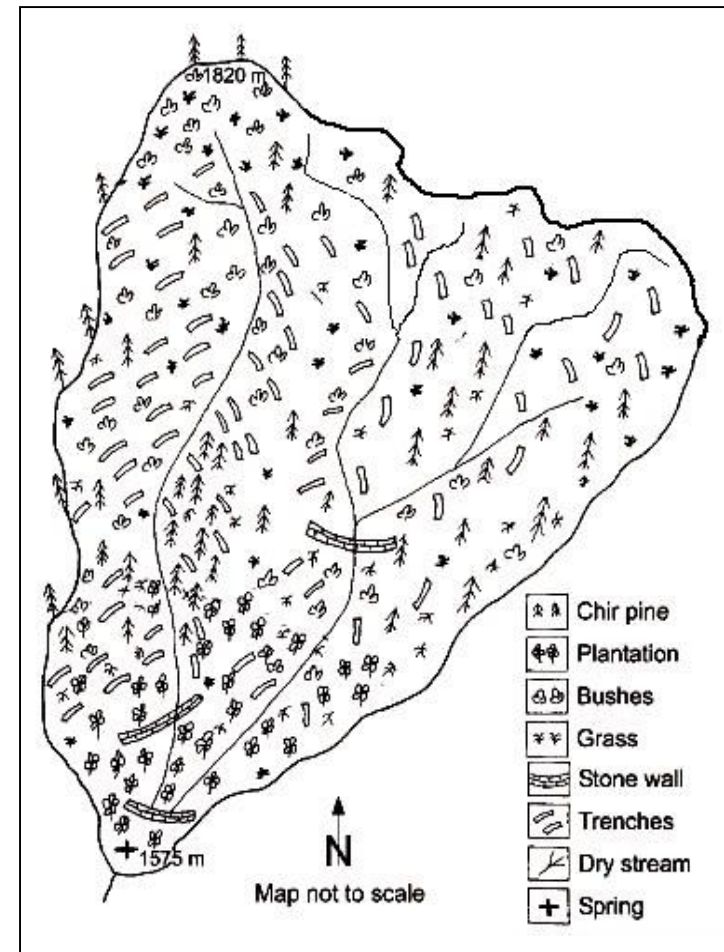 1820 m
Chir pine
Plantation
Bushes
Grass
Stone wall
Trenches
Dry stream
Spring
1575 m
N
Map not to scale